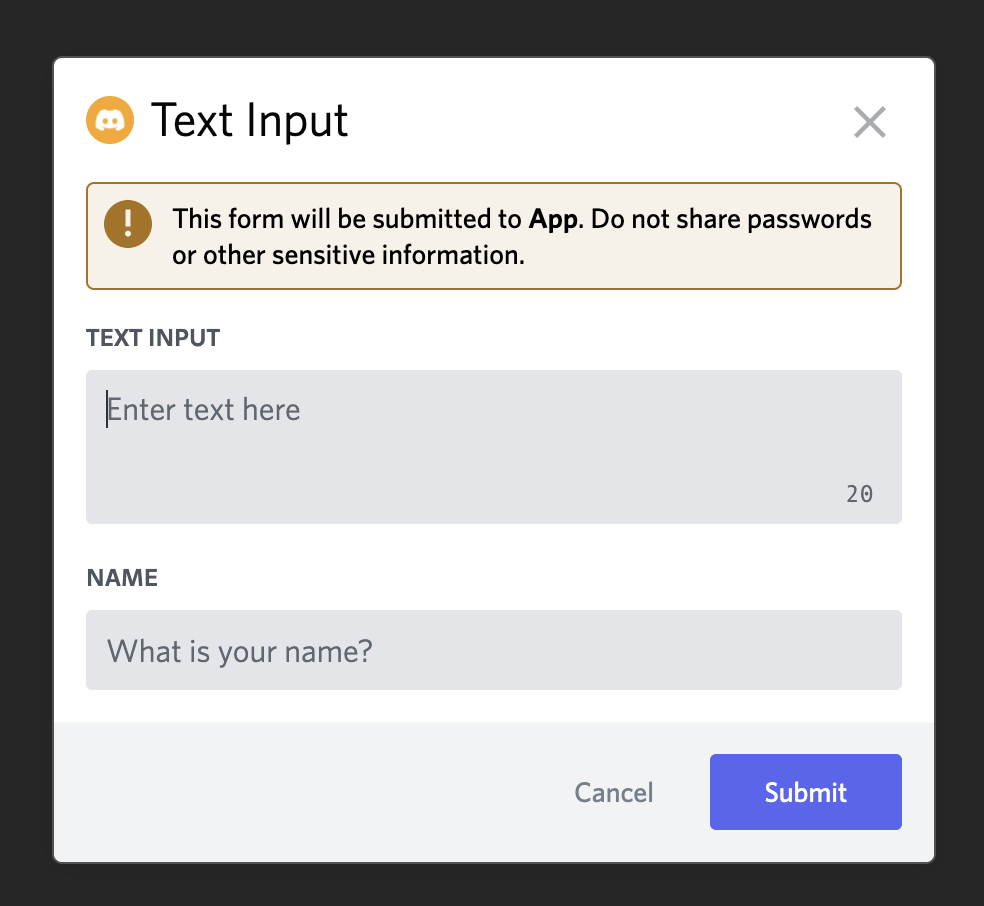 Text Input
This form will be submitted to App. Do not share passwords
or other sensitive information.
TEXT INPUT
Enter text here
20
NAME
What is your name?
Cancel
Submit